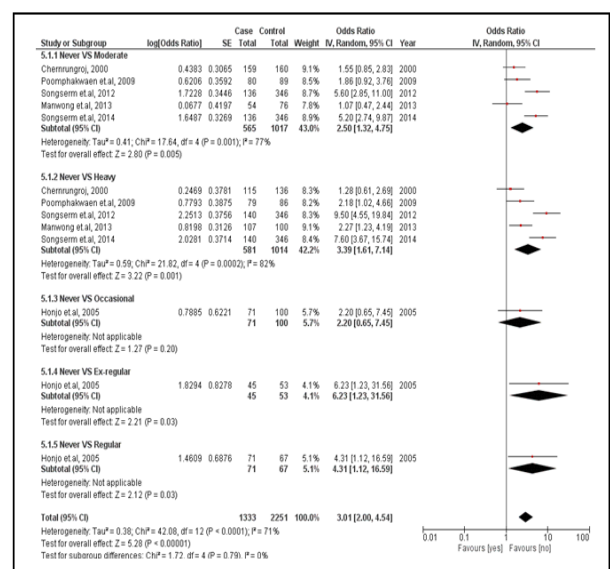 Case Control Odds Ratio Odds Ratio
Study or Subgroup log[Odds Ratio] SE Total Total Weight IV, Random, 95% CI Year IV, Random, 95% CI
5.1.1 Never VS Moderate
Chernrungroj, 2000 0.4383 0.3065 159 160 9.1% 1.55 [0.85, 2.83] 2000
Poomphakwaen et al, 2009 0.6206 0.3592 80 89 8.5% 1.86 [0.92, 3.76] 2009
Songserm et.al, 2012 1.7228 0.3446 136 346 8.7% 5.60 [2.85, 11.00] 2012
Manwong et.al, 2013 0.0677 0.4197 54 76 7.8% 1.07 [0.47, 2.44] 2013
Songserm et.al, 2014 1.6487 0.3269 136 346 8.9% 5.20 [2.74, 9.87] 2014
Subtotal (95% CI) 565 1017 43.0% 2.50 [1.32, 4.75]
Heterogeneity: Tau² = 0.41; Chi² = 17.64, df = 4 (P = 0.001); I² = 77%
Test for overall effect: Z = 2.80 (P = 0.005)
5.1.2 Never VS Heavy
Chernrungroj, 2000 0.2469 0.3781 115 136 8.3% 1.28 [0.61, 2.69] 2000
Poomphakwaen et.al, 2009 0.7793 0.3875 79 86 8.2% 2.18 [1.02, 4.66] 2009
Songserm et.al, 2012 2.2513 0.3756 140 346 8.3% 9.50 [4.55, 19.84] 2012
Manwong et.al, 2013 0.8198 0.3126 107 100 9.0% 2.27 [1.23, 4.19] 2013
Songserm et.al, 2014 2.0281 0.3714 140 346 8.4% 7.60 [3.67, 15.74] 2014
Subtotal (95% CI) 581 1014 42.2% 3.39 [1.61, 7.14]
Heterogeneity: Tau² = 0.59; Chi² = 21.82, df = 4 (P = 0.0002); I² = 82%
Test for overall effect: Z = 3.22 (P = 0.001)
5.1.3 Never VS Occasional
Honjo et.al, 2005 0.7885 0.6221 71 100 5.7% 2.20 [0.65, 7.45] 2005
Subtotal (95% CI) 71 100 5.7% 2.20 [0.65, 7.45]
Heterogeneity: Not applicable
Test for overall effect: Z = 1.27 (P = 0.20)
5.1.4 Never VS Ex-regular
Honjo et.al, 2005 1.8294 0.8278 45 53 4.1% 6.23 [1.23, 31.56] 2005
Subtotal (95% CI) 45 53 4.1% 6.23 [1.23, 31.56]
Heterogeneity: Not applicable
Test for overall effect: Z = 2.21 (P = 0.03)
5.1.5 Never VS Regular
Honjo et al, 2005 1.4609 0.6876 71 67 5.1% 4.31 [1.12, 16.59] 2005
Subtotal (95% CI) 71 67 5.1% 4.31 [1.12, 16.59]
Heterogeneity: Not applicable
Test for overall effect: Z = 2.12 (P = 0.03)
Total (95% CI) 1333 2251 100.0% 3.01 [2.00, 4.54]
Heterogeneity: Tau² = 0.38; Chi² = 42.08, df = 12 (P < 0.0001); I² = 71%
Test for overall effect: Z = 5.28 (P < 0.00001)
Test for subgroup differences: Chi² = 1.72, df = 4 (P = 0.79), I² = 0%
0.01 0.1 1 10 100
Favours [yes] Favours [no]